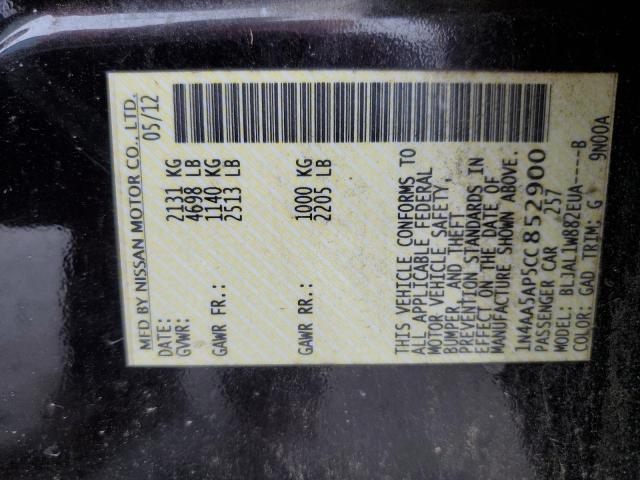 MFD BY NISSAN MOTOR CO., LTD.
DATE: 05/12
GVWR: 2131 KG
4698 LB
GAWR FR.: 1140 KG
2513 LB
GAWR RR.: 1000 KG
2205 LB
THIS VEHICLE CONFORMS TO
ALL APPLICABLE FEDERAL
MOTOR VEHICLE SAFETY,
BUMPER, AND THEFT
PREVENTION STANDARDS IN
EFFECT ON THE DATE OF
MANUFACTURE SHOWN ABOVE.
1N4AA5AP5CC852900
PASSENGER CAR 257
MODEL: BLJAL1W882EUA----B
COLOR: GAD TRIM: G 9N00A